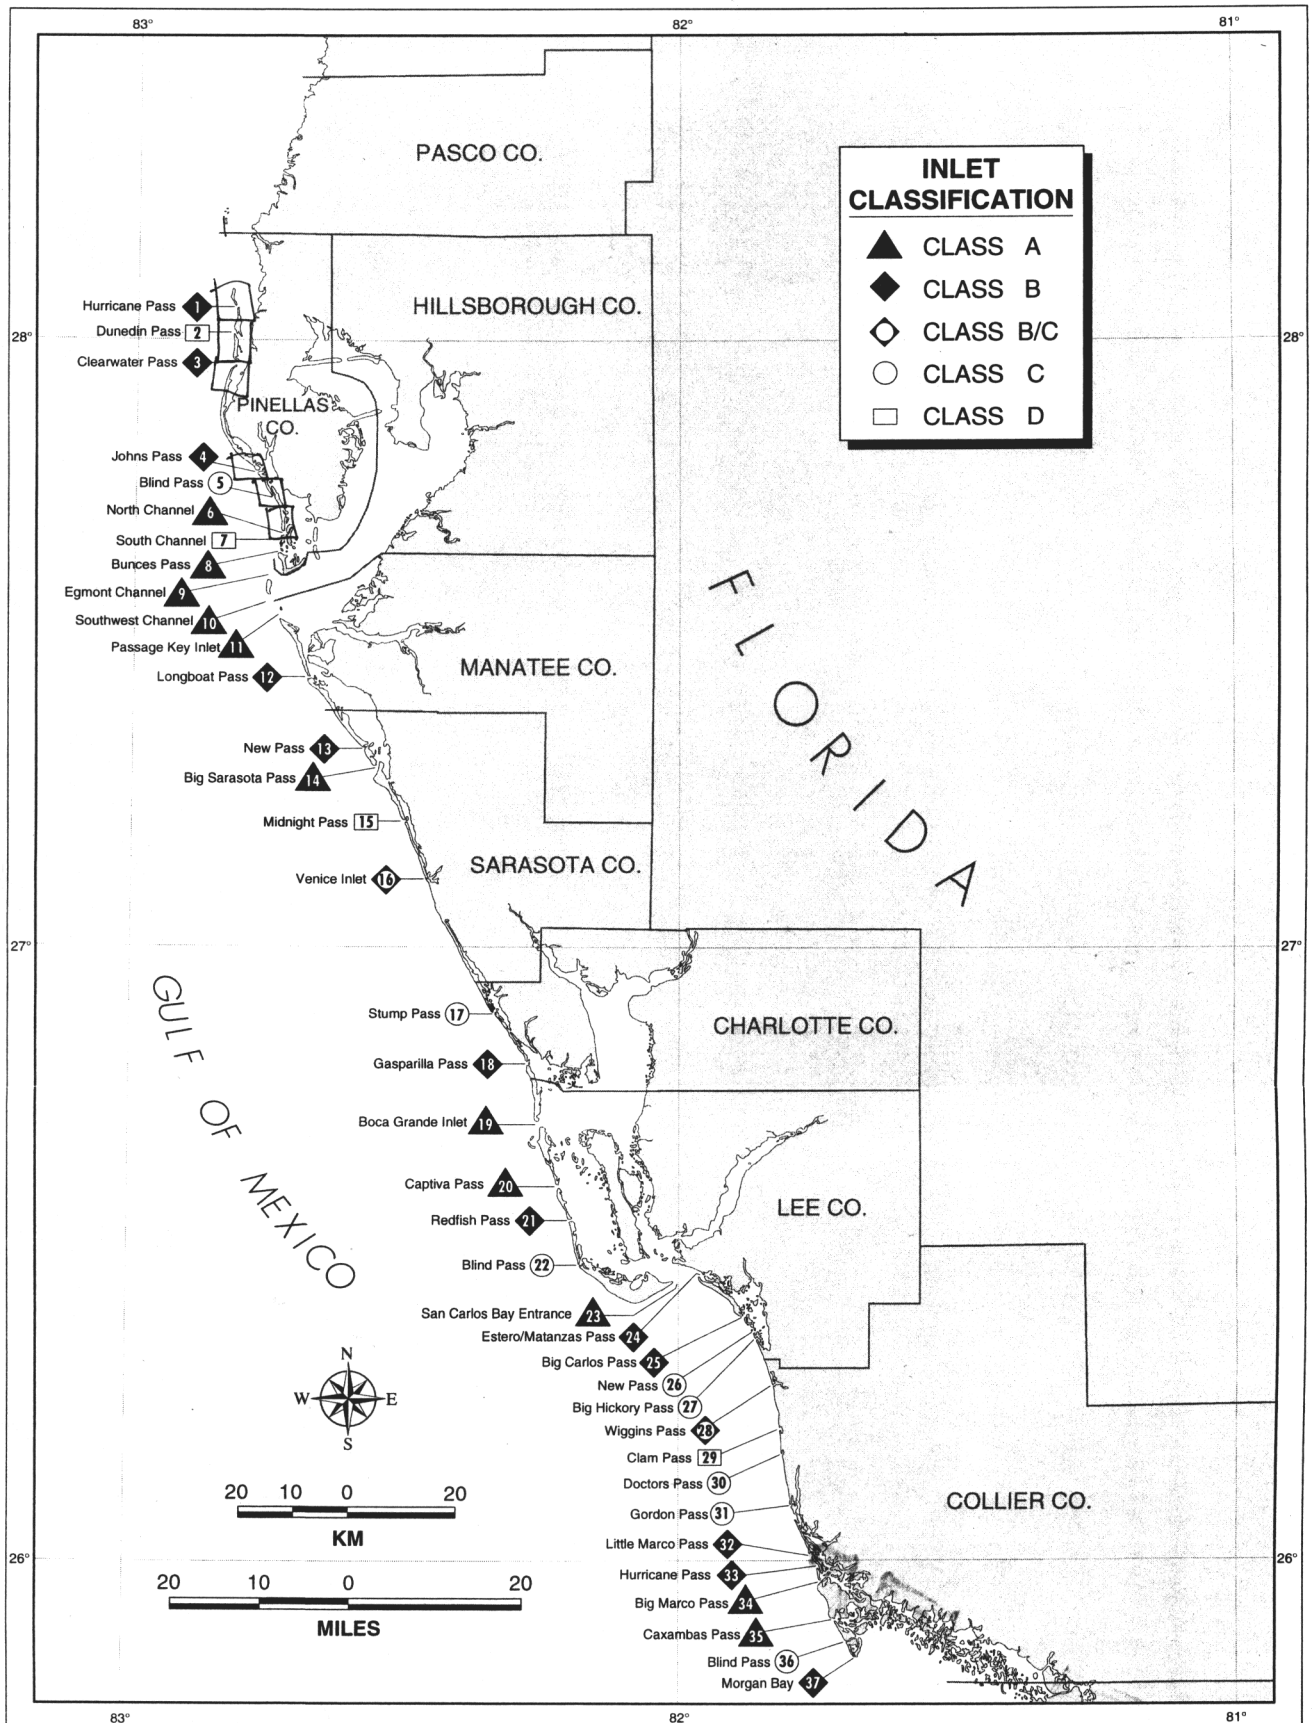 83° 82° 81°
PASCO CO.
INLET
CLASSIFICATION
CLASS A
CLASS B
CLASS B/C
CLASS C
CLASS D
HILLSBOROUGH CO.
Hurricane Pass 1
Dunedin Pass 2
28° 28°
Clearwater Pass 3
PINELLAS
CO.
Johns Pass 4
Blind Pass 5
North Channel 6
South Channel 7
Bunces Pass 8
Egmont Channel 9
Southwest Channel 10
Passage Key Inlet 11
Longboat Pass 12
MANATEE CO.
FLORIDA
New Pass 13
Big Sarasota Pass 14
Midnight Pass 15
SARASOTA CO.
Venice Inlet 16
27° 27°
GULF OF MEXICO
Stump Pass 17
CHARLOTTE CO.
Gasparilla Pass 18
Boca Grande Inlet 19
Captiva Pass 20
LEE CO.
Redfish Pass 21
Blind Pass 22
San Carlos Bay Entrance 23
Estero/Matanzas Pass 24
Big Carlos Pass 25
New Pass 26
Big Hickory Pass 27
Wiggins Pass 28
Clam Pass 29
Doctors Pass 30
Gordon Pass 31
COLLIER CO.
Little Marco Pass 32
Hurricane Pass 33
Big Marco Pass 34
Caxambas Pass 35
Blind Pass 36
Morgan Bay 37
N
W E
S
20 10 0 20
KM
26° 26°
20 10 0 20
MILES
83° 82° 81°